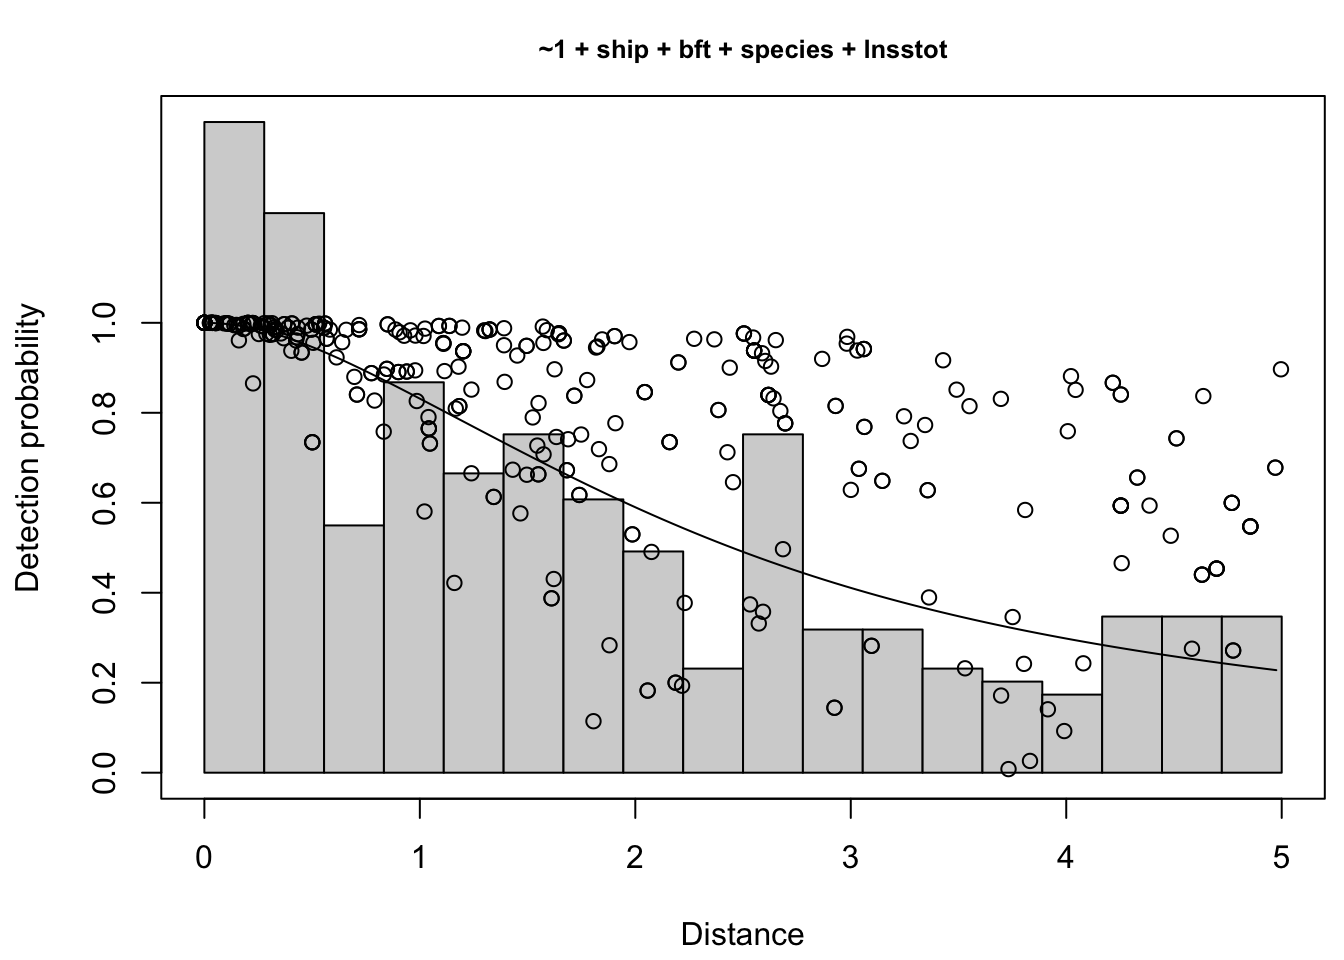 ~1 + ship + bft + species + lnsstot
Detection probability
1.0
0.8
0.6
0.4
0.2
0.0
0 1 2 3 4 5
Distance